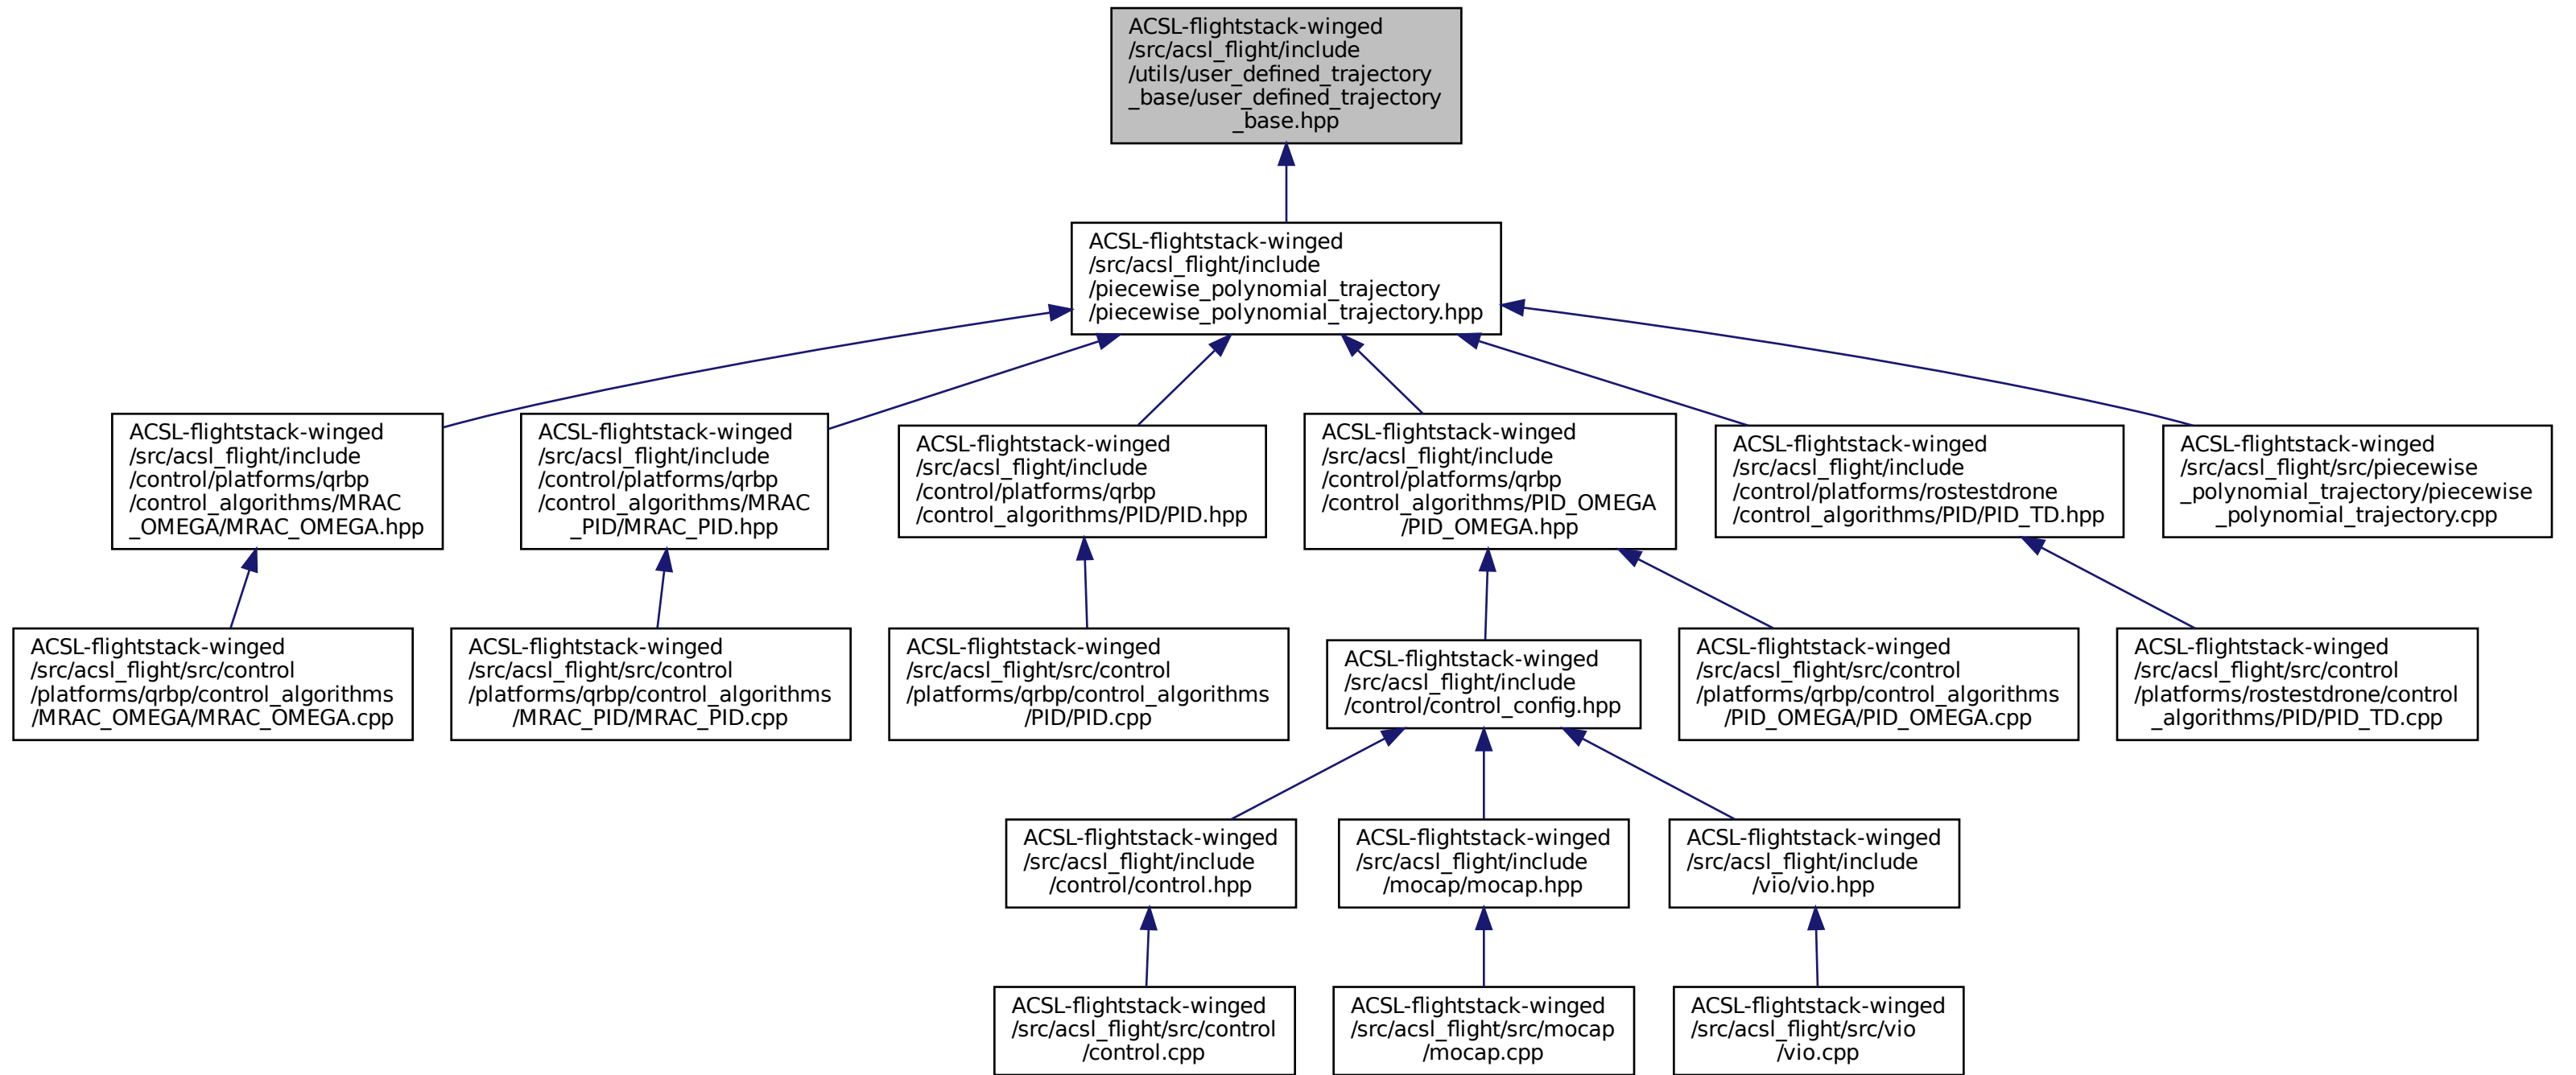 ACSL-flightstack-winged
/src/acsl_flight/include
/utils/user_defined_trajectory
_base/user_defined_trajectory
_base.hpp
ACSL-flightstack-winged
/src/acsl_flight/include
/piecewise_polynomial_trajectory
/piecewise_polynomial_trajectory.hpp
ACSL-flightstack-winged
/src/acsl_flight/include
/control/platforms/qrbp
/control_algorithms/MRAC
_OMEGA/MRAC_OMEGA.hpp
ACSL-flightstack-winged
/src/acsl_flight/include
/control/platforms/qrbp
/control_algorithms/MRAC
_PID/MRAC_PID.hpp
ACSL-flightstack-winged
/src/acsl_flight/include
/control/platforms/qrbp
/control_algorithms/PID/PID.hpp
ACSL-flightstack-winged
/src/acsl_flight/include
/control/platforms/qrbp
/control_algorithms/PID_OMEGA
/PID_OMEGA.hpp
ACSL-flightstack-winged
/src/acsl_flight/include
/control/platforms/rostestdrone
/control_algorithms/PID/PID_TD.hpp
ACSL-flightstack-winged
/src/acsl_flight/src/piecewise
_polynomial_trajectory/piecewise
_polynomial_trajectory.cpp
ACSL-flightstack-winged
/src/acsl_flight/src/control
/platforms/qrbp/control_algorithms
/MRAC_OMEGA/MRAC_OMEGA.cpp
ACSL-flightstack-winged
/src/acsl_flight/src/control
/platforms/qrbp/control_algorithms
/MRAC_PID/MRAC_PID.cpp
ACSL-flightstack-winged
/src/acsl_flight/src/control
/platforms/qrbp/control_algorithms
/PID/PID.cpp
ACSL-flightstack-winged
/src/acsl_flight/include
/control/control_config.hpp
ACSL-flightstack-winged
/src/acsl_flight/src/control
/platforms/qrbp/control_algorithms
/PID_OMEGA/PID_OMEGA.cpp
ACSL-flightstack-winged
/src/acsl_flight/src/control
/platforms/rostestdrone/control
_algorithms/PID/PID_TD.cpp
ACSL-flightstack-winged
/src/acsl_flight/include
/control/control.hpp
ACSL-flightstack-winged
/src/acsl_flight/include
/mocap/mocap.hpp
ACSL-flightstack-winged
/src/acsl_flight/include
/vio/vio.hpp
ACSL-flightstack-winged
/src/acsl_flight/src/control
/control.cpp
ACSL-flightstack-winged
/src/acsl_flight/src/mocap
/mocap.cpp
ACSL-flightstack-winged
/src/acsl_flight/src/vio
/vio.cpp